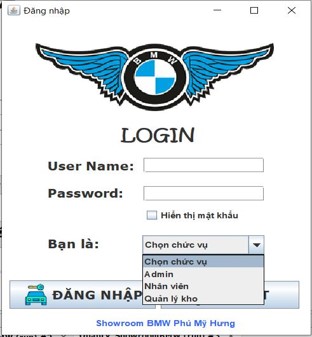 Đăng nhập
BMW
LOGIN
User Name:
Password:
Hiển thị mật khẩu
Bạn là: Chọn chức vụ
Chọn chức vụ
Admin
Nhân viên
Quản lý kho
ĐĂNG NHẬP
Showroom BMW Phú Mỹ Hưng